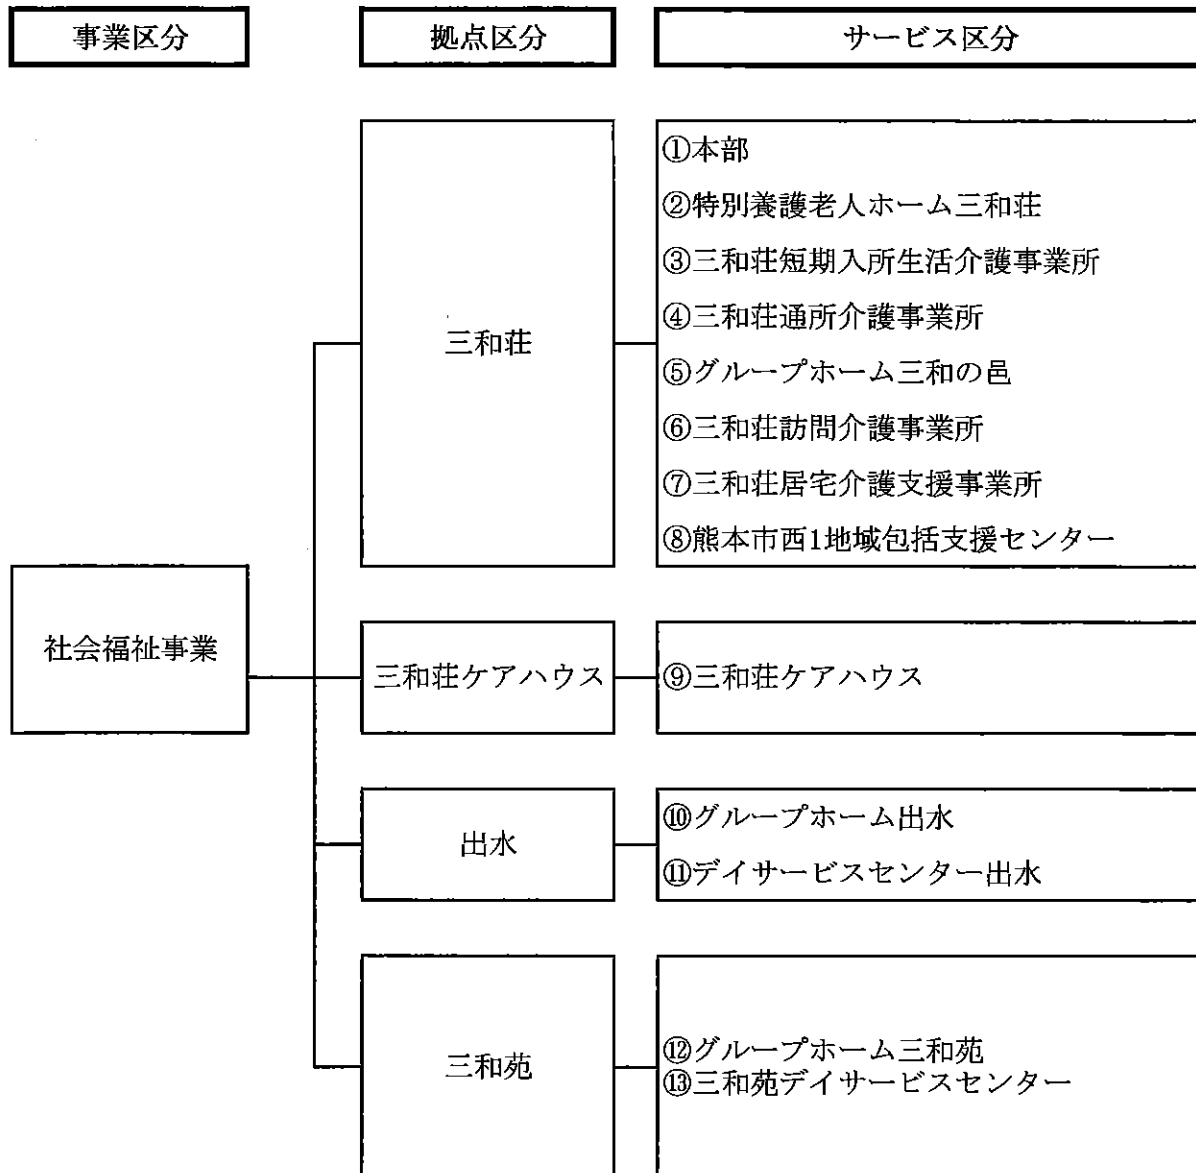 事業区分
拠点区分
サービス区分
三和荘
①本部
②特別養護老人ホーム三和荘
③三和荘短期入所生活介護事業所
④三和荘通所介護事業所
⑤グループホーム三和の邑
⑥三和荘訪問介護事業所
⑦三和荘居宅介護支援事業所
⑧熊本市西1地域包括支援センター
社会福祉事業
三和荘ケアハウス
⑨三和荘ケアハウス
出水
⑩グループホーム出水
⑪デイサービスセンター出水
三和苑
⑫グループホーム三和苑
⑬三和苑デイサービスセンター